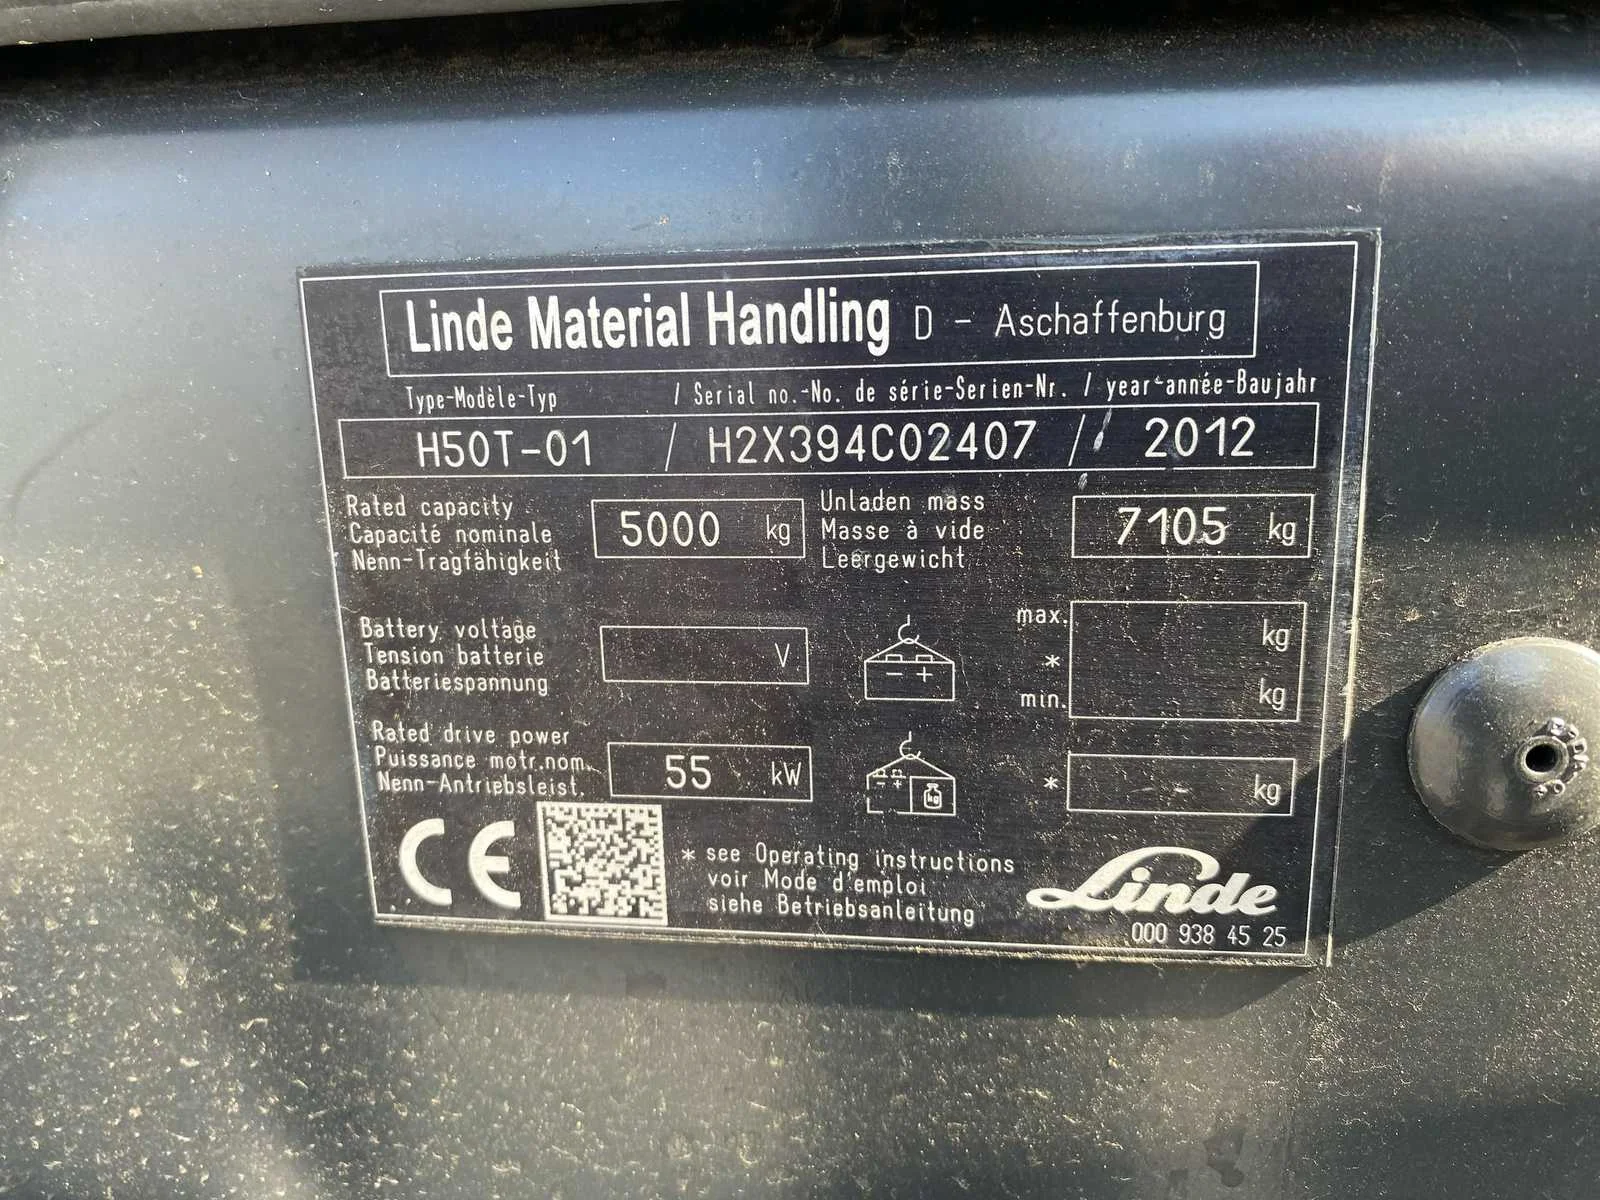 Linde Material Handling D - Aschaffenburg
Type-Modèle-Typ / Serial no.-No. de série-Serien-Nr. / year-année-Baujahr
H50T-01 / H2X394C02407 / 2012
Rated capacity
Capacité nominale
Nenn-Tragfähigkeit
5000 kg
Unladen mass
Masse à vide
Leergewicht
7105 kg
Battery voltage
Tension batterie
Batteriespannung
V
- +
max.
*
min.
kg
kg
Rated drive power
Puissance motr.nom.
Nenn-Antriebsleist.
55 kW
- + kg
* - kg
CE
* see Operating instructions
voir Mode d'emploi
siehe Betriebsanleitung
Linde
000 938 45 25